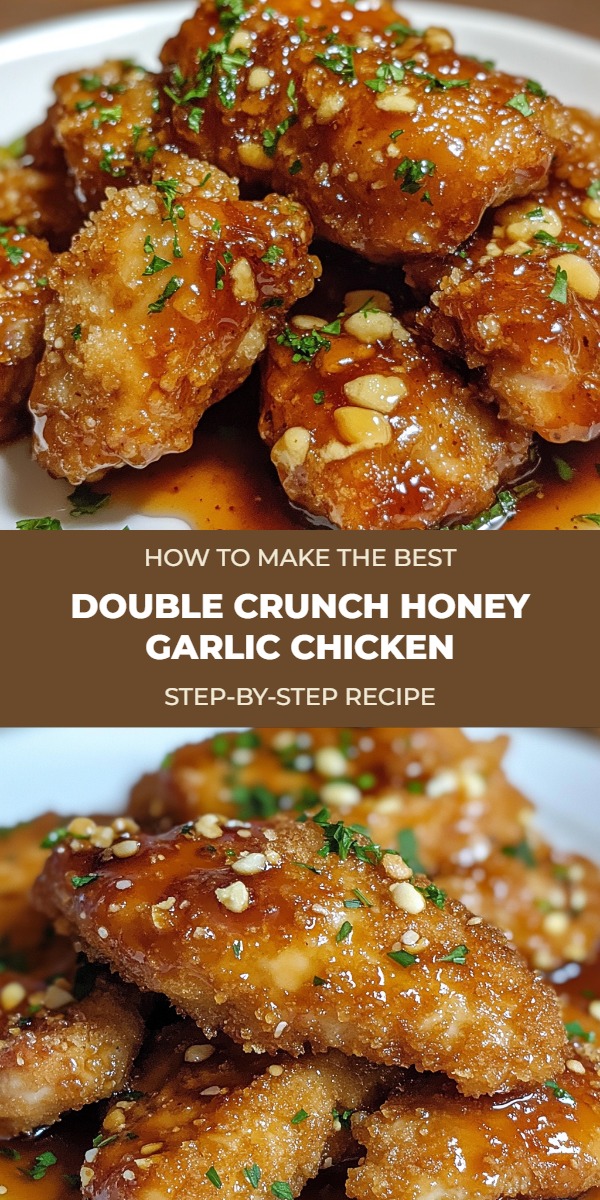 HOW TO MAKE THE BEST
DOUBLE CRUNCH HONEY
GARLIC CHICKEN
STEP-BY-STEP RECIPE